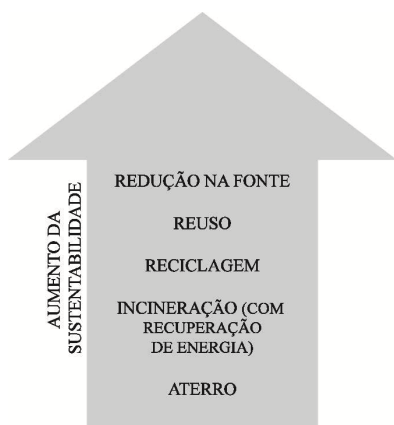 AUMENTO DA
SUSTENTABILIDADE
REDUÇÃO NA FONTE
REUSO
RECICLAGEM
INCINERAÇÃO (COM
RECUPERAÇÃO
DE ENERGIA)
ATERRO